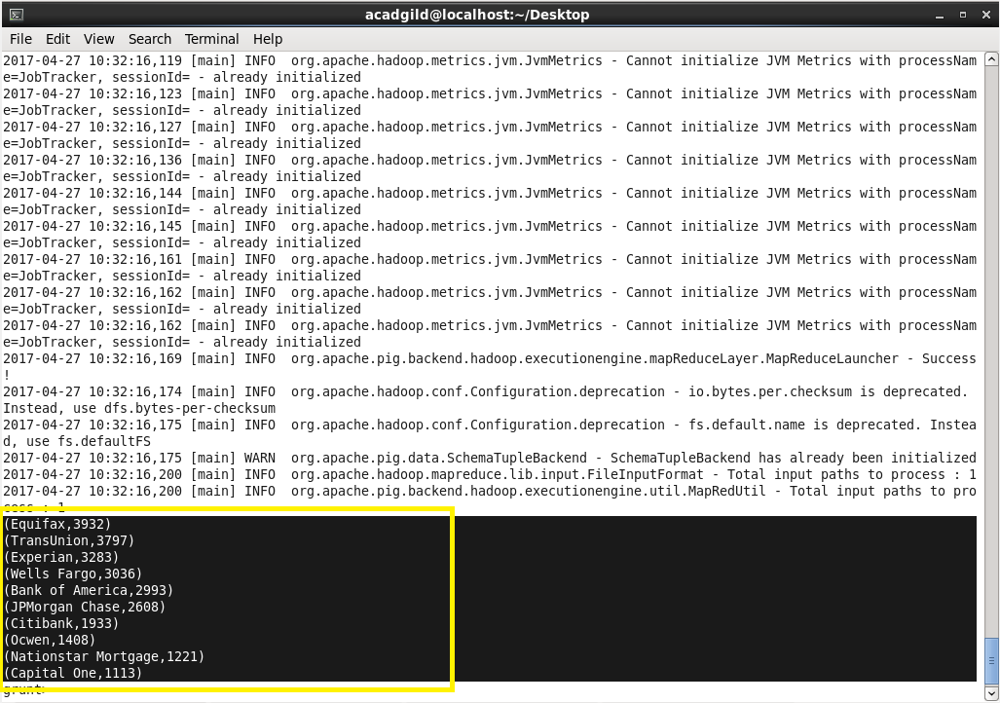 acadgild@localhost:~/Desktop
File Edit View Search Terminal Help
2017-04-27 10:32:16,119 [main] INFO  org.apache.hadoop.metrics.jvm.JvmMetrics - Cannot initialize JVM Metrics with processNam
e=JobTracker, sessionId= - already initialized
2017-04-27 10:32:16,123 [main] INFO  org.apache.hadoop.metrics.jvm.JvmMetrics - Cannot initialize JVM Metrics with processNam
e=JobTracker, sessionId= - already initialized
2017-04-27 10:32:16,127 [main] INFO  org.apache.hadoop.metrics.jvm.JvmMetrics - Cannot initialize JVM Metrics with processNam
e=JobTracker, sessionId= - already initialized
2017-04-27 10:32:16,136 [main] INFO  org.apache.hadoop.metrics.jvm.JvmMetrics - Cannot initialize JVM Metrics with processNam
e=JobTracker, sessionId= - already initialized
2017-04-27 10:32:16,144 [main] INFO  org.apache.hadoop.metrics.jvm.JvmMetrics - Cannot initialize JVM Metrics with processNam
e=JobTracker, sessionId= - already initialized
2017-04-27 10:32:16,145 [main] INFO  org.apache.hadoop.metrics.jvm.JvmMetrics - Cannot initialize JVM Metrics with processNam
e=JobTracker, sessionId= - already initialized
2017-04-27 10:32:16,161 [main] INFO  org.apache.hadoop.metrics.jvm.JvmMetrics - Cannot initialize JVM Metrics with processNam
e=JobTracker, sessionId= - already initialized
2017-04-27 10:32:16,162 [main] INFO  org.apache.hadoop.metrics.jvm.JvmMetrics - Cannot initialize JVM Metrics with processNam
e=JobTracker, sessionId= - already initialized
2017-04-27 10:32:16,162 [main] INFO  org.apache.hadoop.metrics.jvm.JvmMetrics - Cannot initialize JVM Metrics with processNam
e=JobTracker, sessionId= - already initialized
2017-04-27 10:32:16,169 [main] INFO  org.apache.pig.backend.hadoop.executionengine.mapReduceLayer.MapReduceLauncher - Success
!
2017-04-27 10:32:16,174 [main] INFO  org.apache.hadoop.conf.Configuration.deprecation - io.bytes.per.checksum is deprecated.
Instead, use dfs.bytes-per-checksum
2017-04-27 10:32:16,175 [main] INFO  org.apache.hadoop.conf.Configuration.deprecation - fs.default.name is deprecated. Instea
d, use fs.defaultFS
2017-04-27 10:32:16,175 [main] WARN  org.apache.pig.data.SchemaTupleBackend - SchemaTupleBackend has already been initialized
2017-04-27 10:32:16,200 [main] INFO  org.apache.hadoop.mapreduce.lib.input.FileInputFormat - Total input paths to process : 1
2017-04-27 10:32:16,200 [main] INFO  org.apache.pig.backend.hadoop.executionengine.util.MapRedUtil - Total input paths to pro
cess : 1
(Equifax,3932)
(TransUnion,3797)
(Experian,3283)
(Wells Fargo,3036)
(Bank of America,2993)
(JPMorgan Chase,2608)
(Citibank,1933)
(Ocwen,1408)
(Nationstar Mortgage,1221)
(Capital One,1113)
grunt>